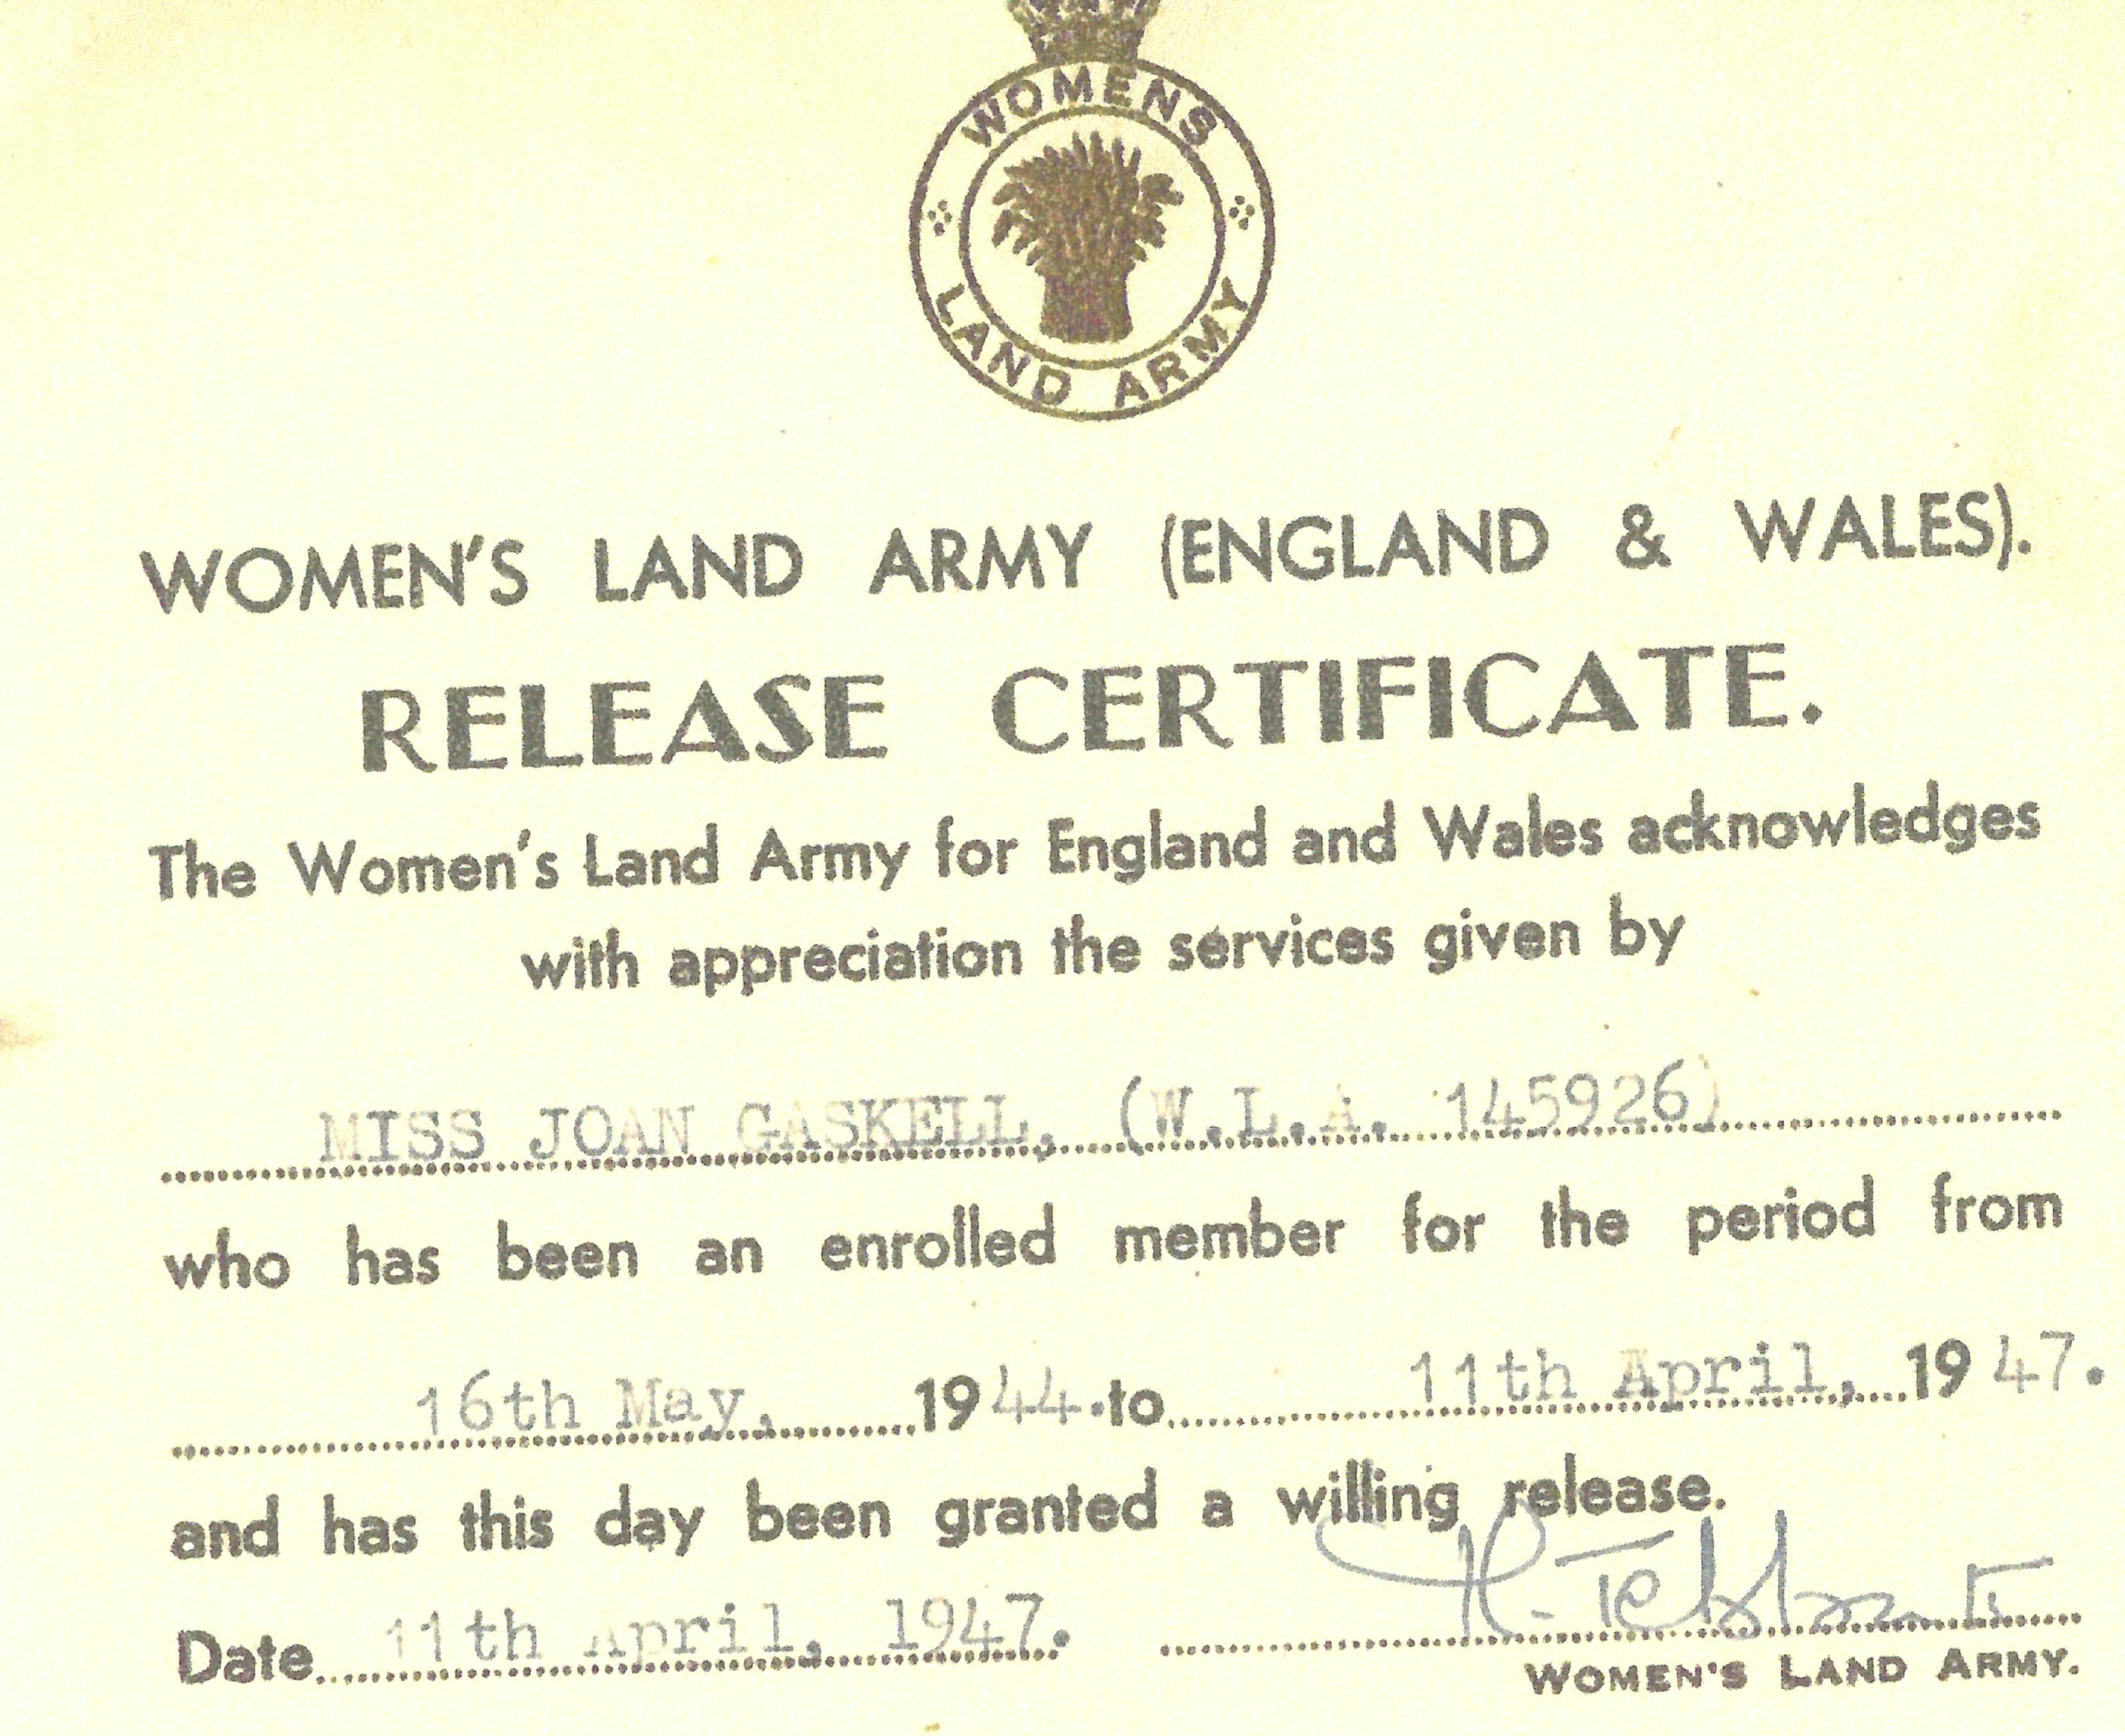 WOMENS
LAND ARMY
WOMEN'S LAND ARMY (ENGLAND & WALES).
RELEASE CERTIFICATE.
The Women's Land Army for England and Wales acknowledges
with appreciation the services given by
MISS JOAN GASKELL, (W.L.A. 145926)
who has been an enrolled member for the period from
16th May, 1944. to 11th April, 1947.
and has this day been granted a willing release.
Date 11th April, 1947.
WOMEN'S LAND ARMY.